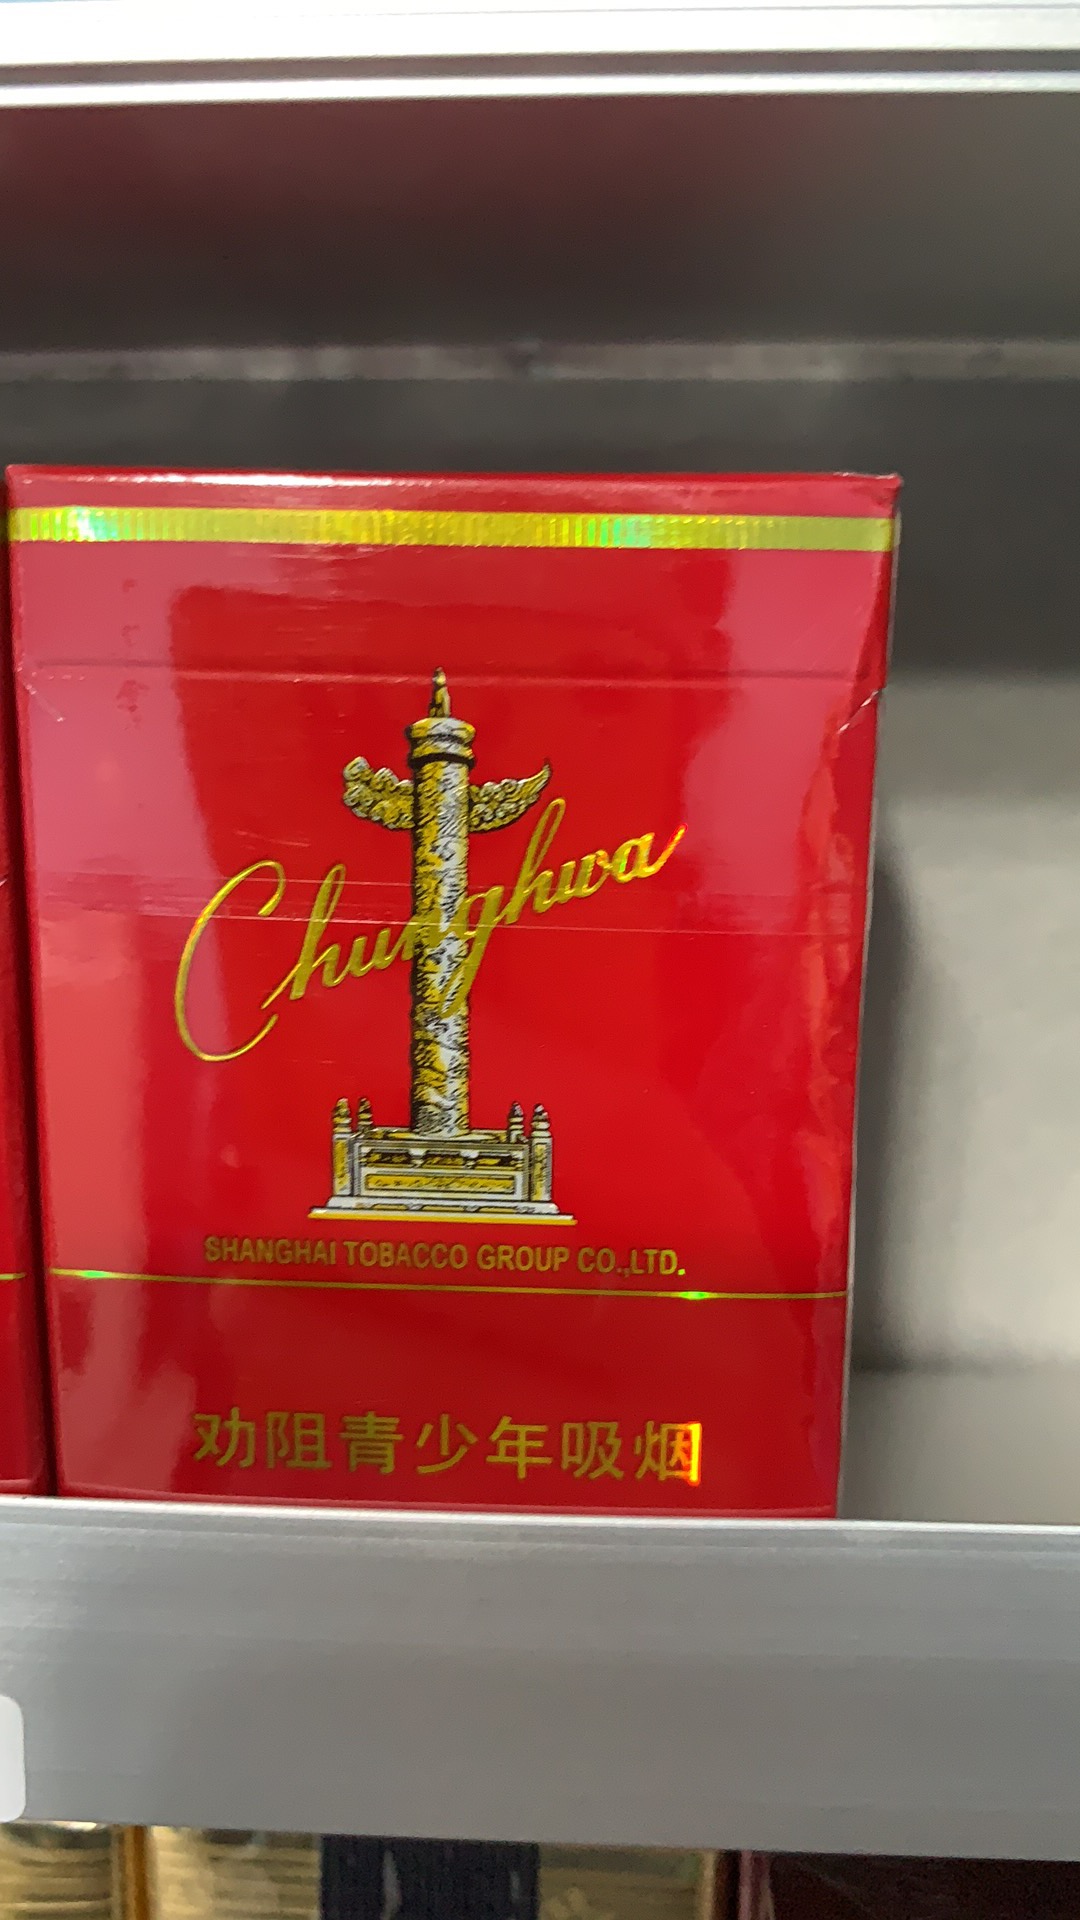 Chunghwa
SHANGHAI TOBACCO GROUP CO.,LTD.
劝阻青少年吸烟